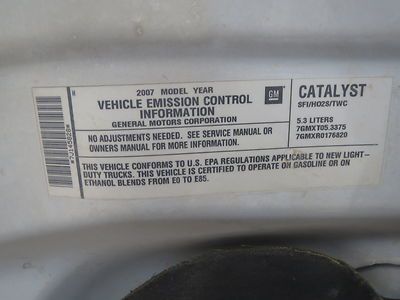 2007 MODEL YEAR
VEHICLE EMISSION CONTROL
INFORMATION
GENERAL MOTORS CORPORATION
GM
CATALYST
SFI/HO2S/TWC
5.3 LITERS
7GMXT05.3375
7GMXR0176820
NO ADJUSTMENTS NEEDED. SEE SERVICE MANUAL OR
OWNERS MANUAL FOR MORE INFORMATION
THIS VEHICLE CONFORMS TO U.S. EPA REGULATIONS APPLICABLE TO NEW LIGHT-
DUTY TRUCKS. THIS VEHICLE IS CERTIFIED TO OPERATE ON GASOLINE OR ON
ETHANOL BLENDS FROM E0 TO E85.